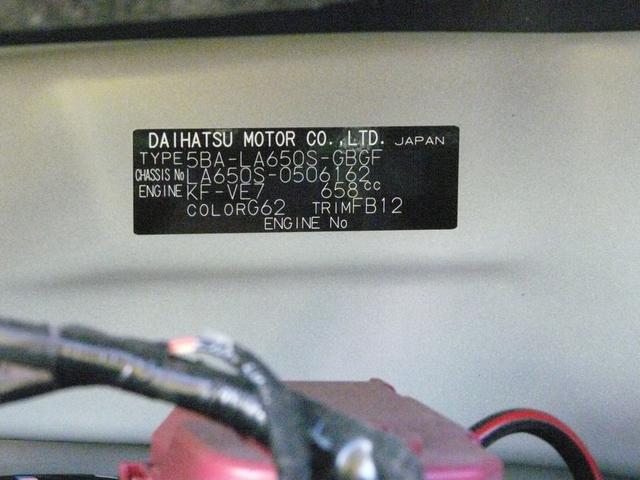 DAIHATSU MOTOR CO.,LTD. JAPAN
TYPE 5BA-LA650S-GBGF
CHASSIS No LA650S-0506162
ENGINE KF-VE7 658cc
COLOR G62 TRIM FB12
ENGINE No